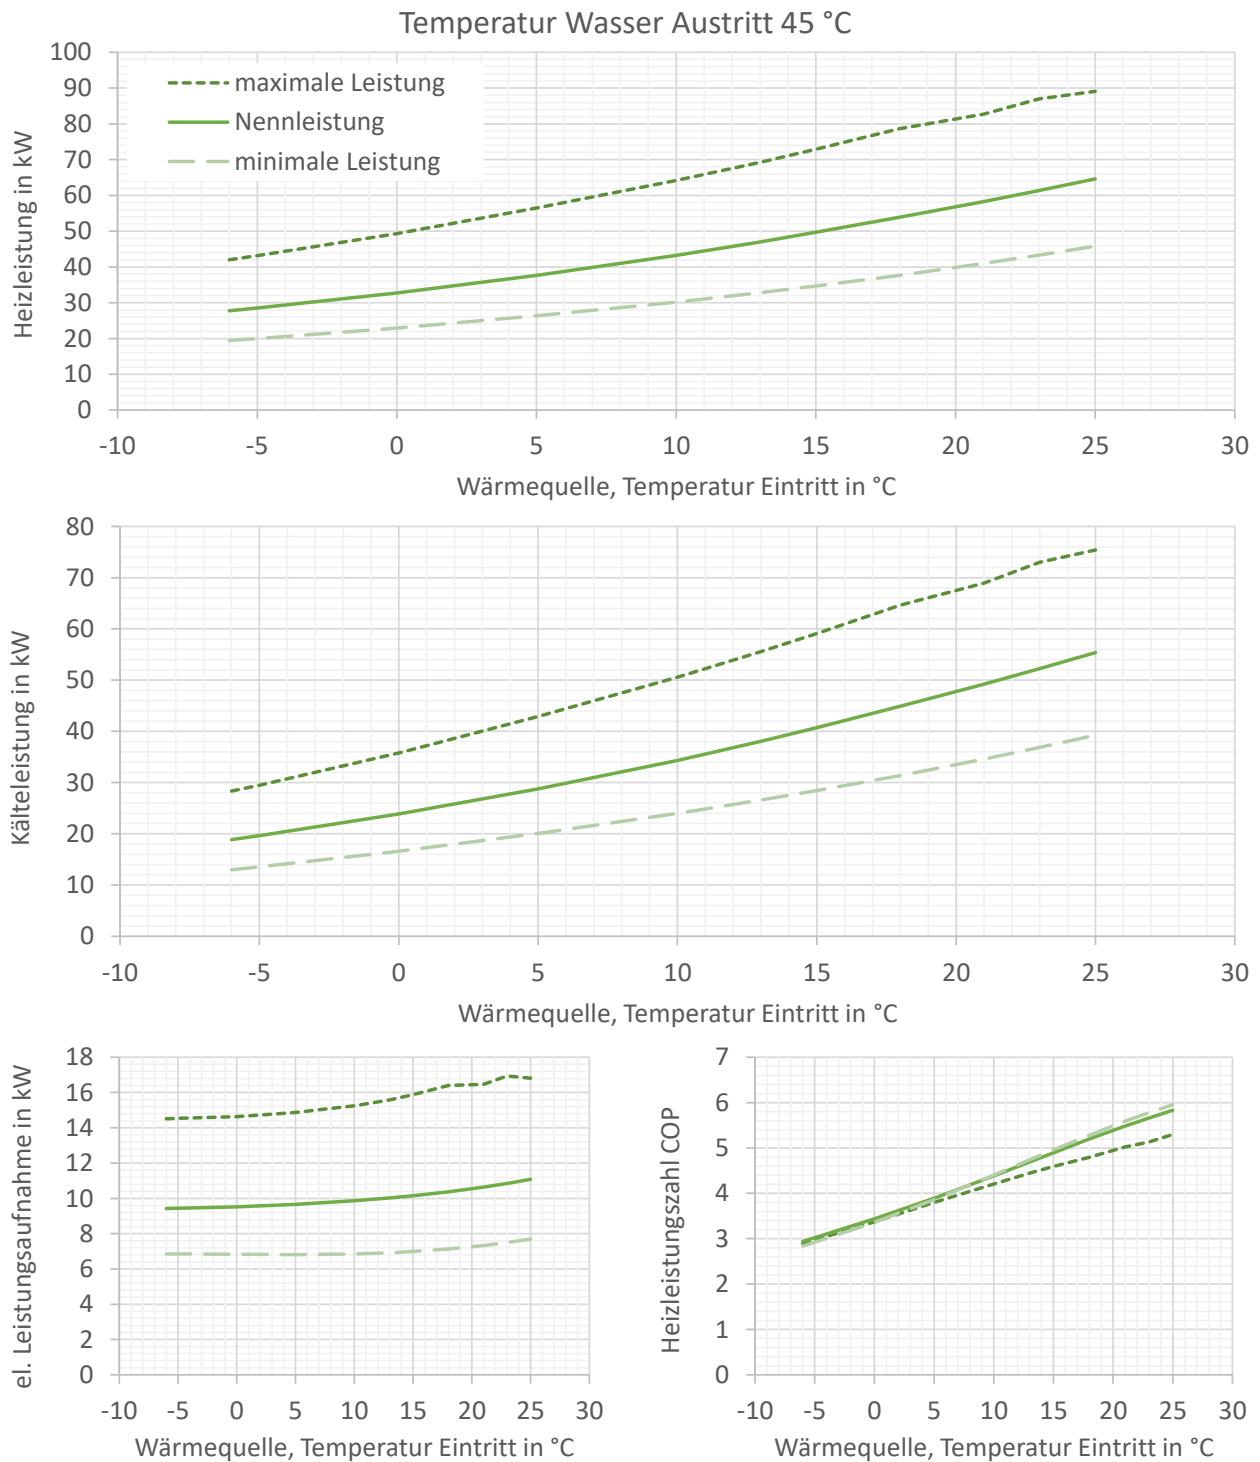 Temperatur Wasser Austritt 45 °C
100
90
80
70
60
50
40
30
20
10
0
Heizleistung in kW
maximale Leistung
Nennleistung
minimale Leistung
-10 -5 0 5 10 15 20 25 30
Wärmequelle, Temperatur Eintritt in °C
80
70
60
50
40
30
20
10
0
Kälteleistung in kW
-10 -5 0 5 10 15 20 25 30
Wärmequelle, Temperatur Eintritt in °C
18
16
14
12
10
8
6
4
2
0
el. Leistungsaufnahme in kW
-10 -5 0 5 10 15 20 25 30
Wärmequelle, Temperatur Eintritt in °C
7
6
5
4
3
2
1
0
Heizleistungszahl COP
-10 -5 0 5 10 15 20 25 30
Wärmequelle, Temperatur Eintritt in °C